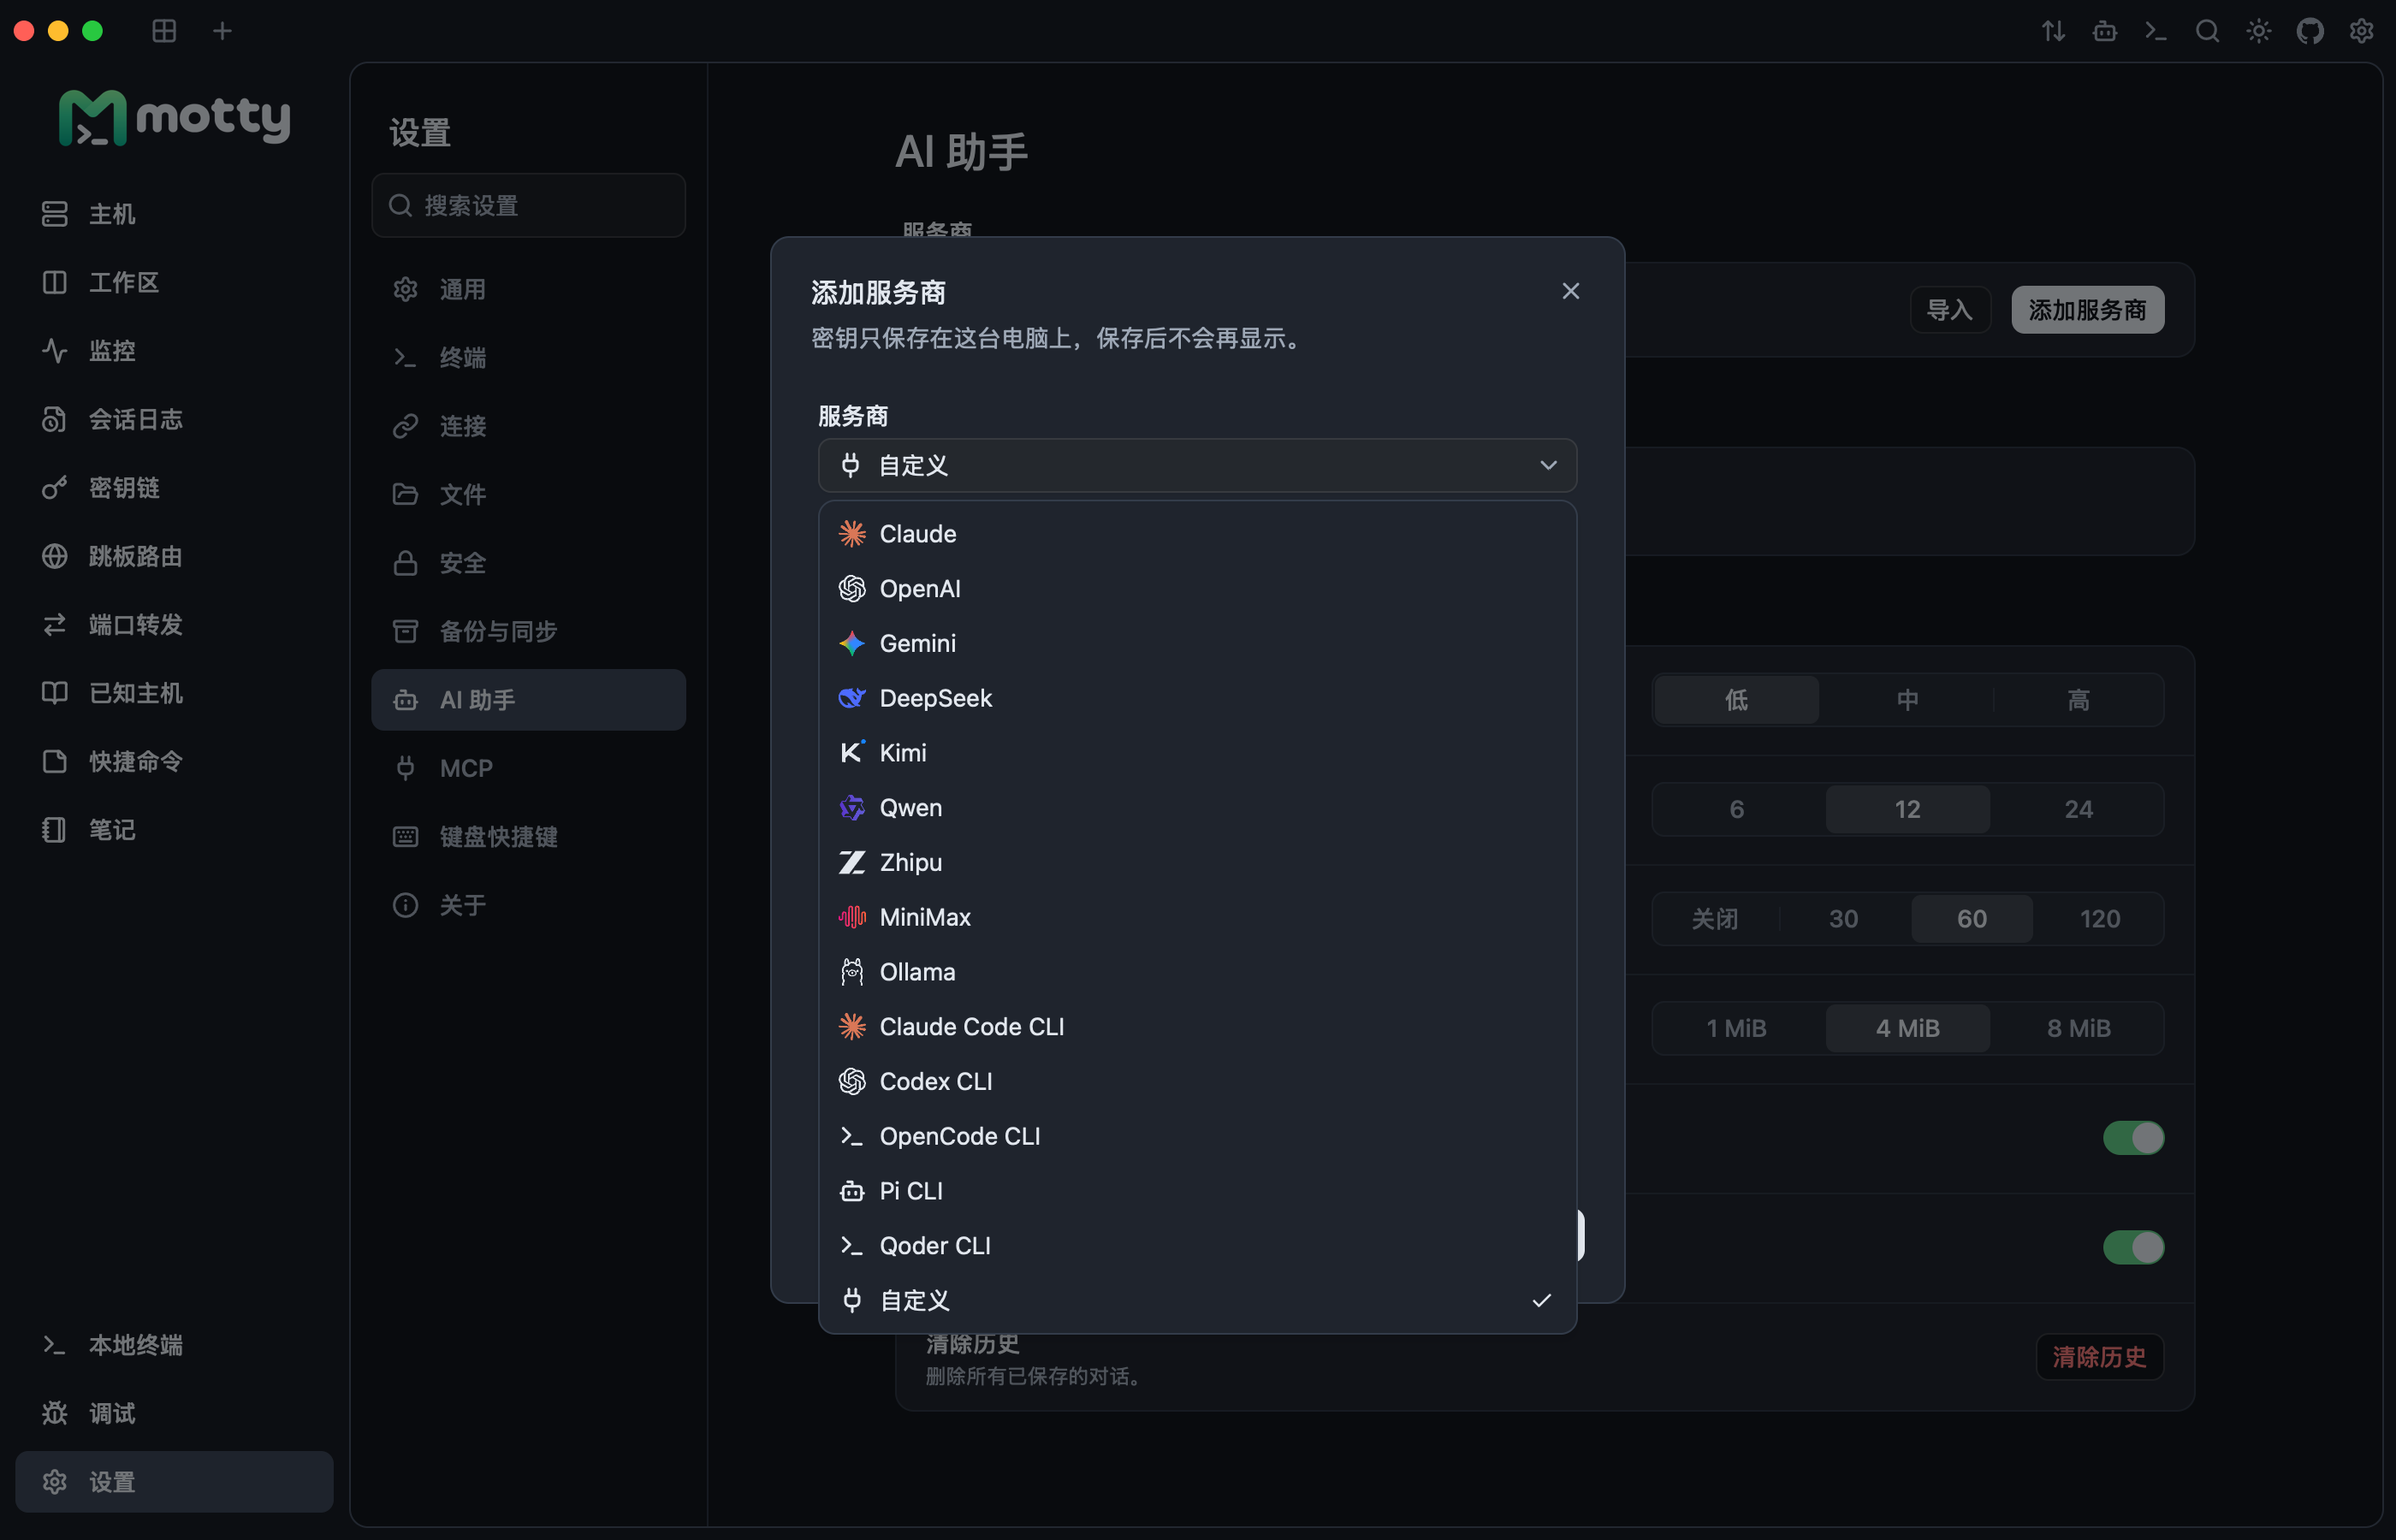 motty
主机
工作区
监控
会话日志
密钥链
跳板路由
端口转发
已知主机
快捷命令
笔记
本地终端
调试
设置
设置
搜索设置
通用
终端
连接
文件
安全
备份与同步
AI 助手
MCP
键盘快捷键
关于
AI 助手
服务商
导入
添加服务商
添加服务商
密钥只保存在这台电脑上，保存后不会再显示。
服务商
自定义
Claude
OpenAI
Gemini
DeepSeek
Kimi
Qwen
Zhipu
MiniMax
Ollama
Claude Code CLI
Codex CLI
OpenCode CLI
Pi CLI
Qoder CLI
自定义
低 中 高
6 12 24
关闭 30 60 120
1 MiB 4 MiB 8 MiB
清除历史
删除所有已保存的对话。
清除历史